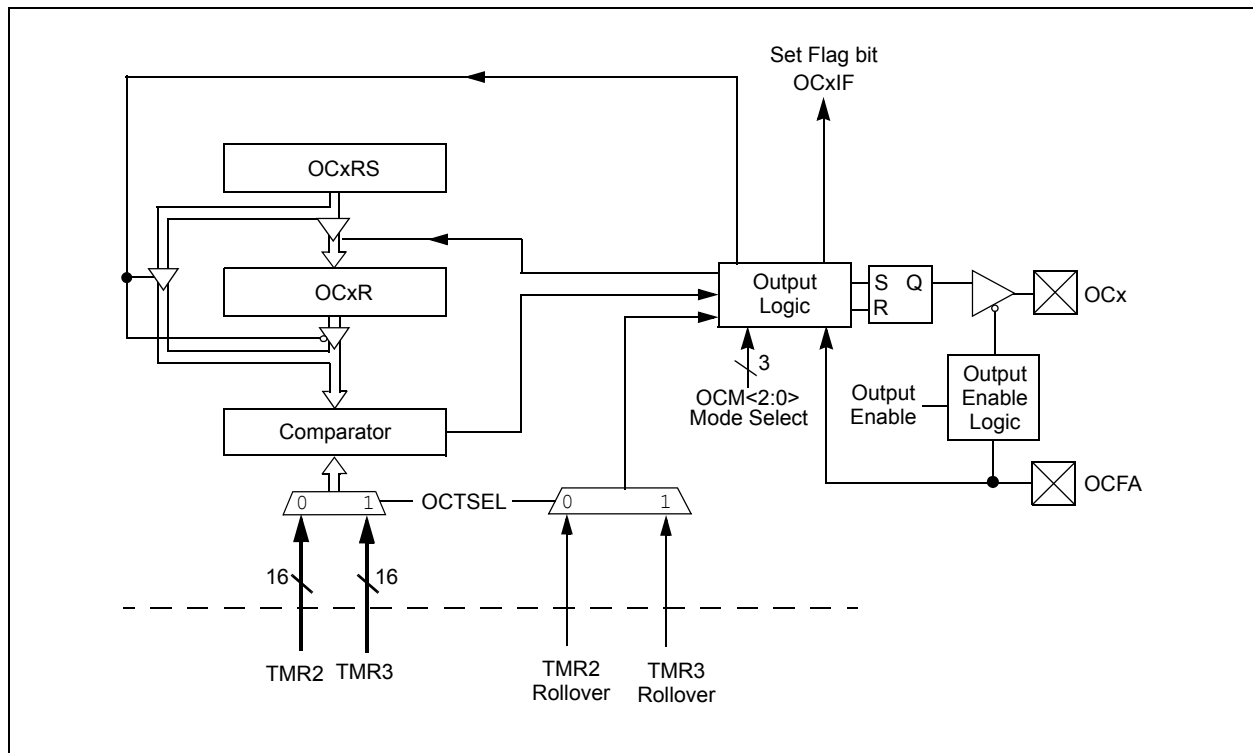 Set Flag bit
OCxIF
OCxRS
OCxR
Output
Logic
S Q
R
OCx
3
OCM<2:0>
Mode Select
Output
Enable
Output
Enable
Logic
Comparator
0 1
OCTSEL
0 1
OCFA
16
16
TMR2
TMR3
TMR2
Rollover
TMR3
Rollover